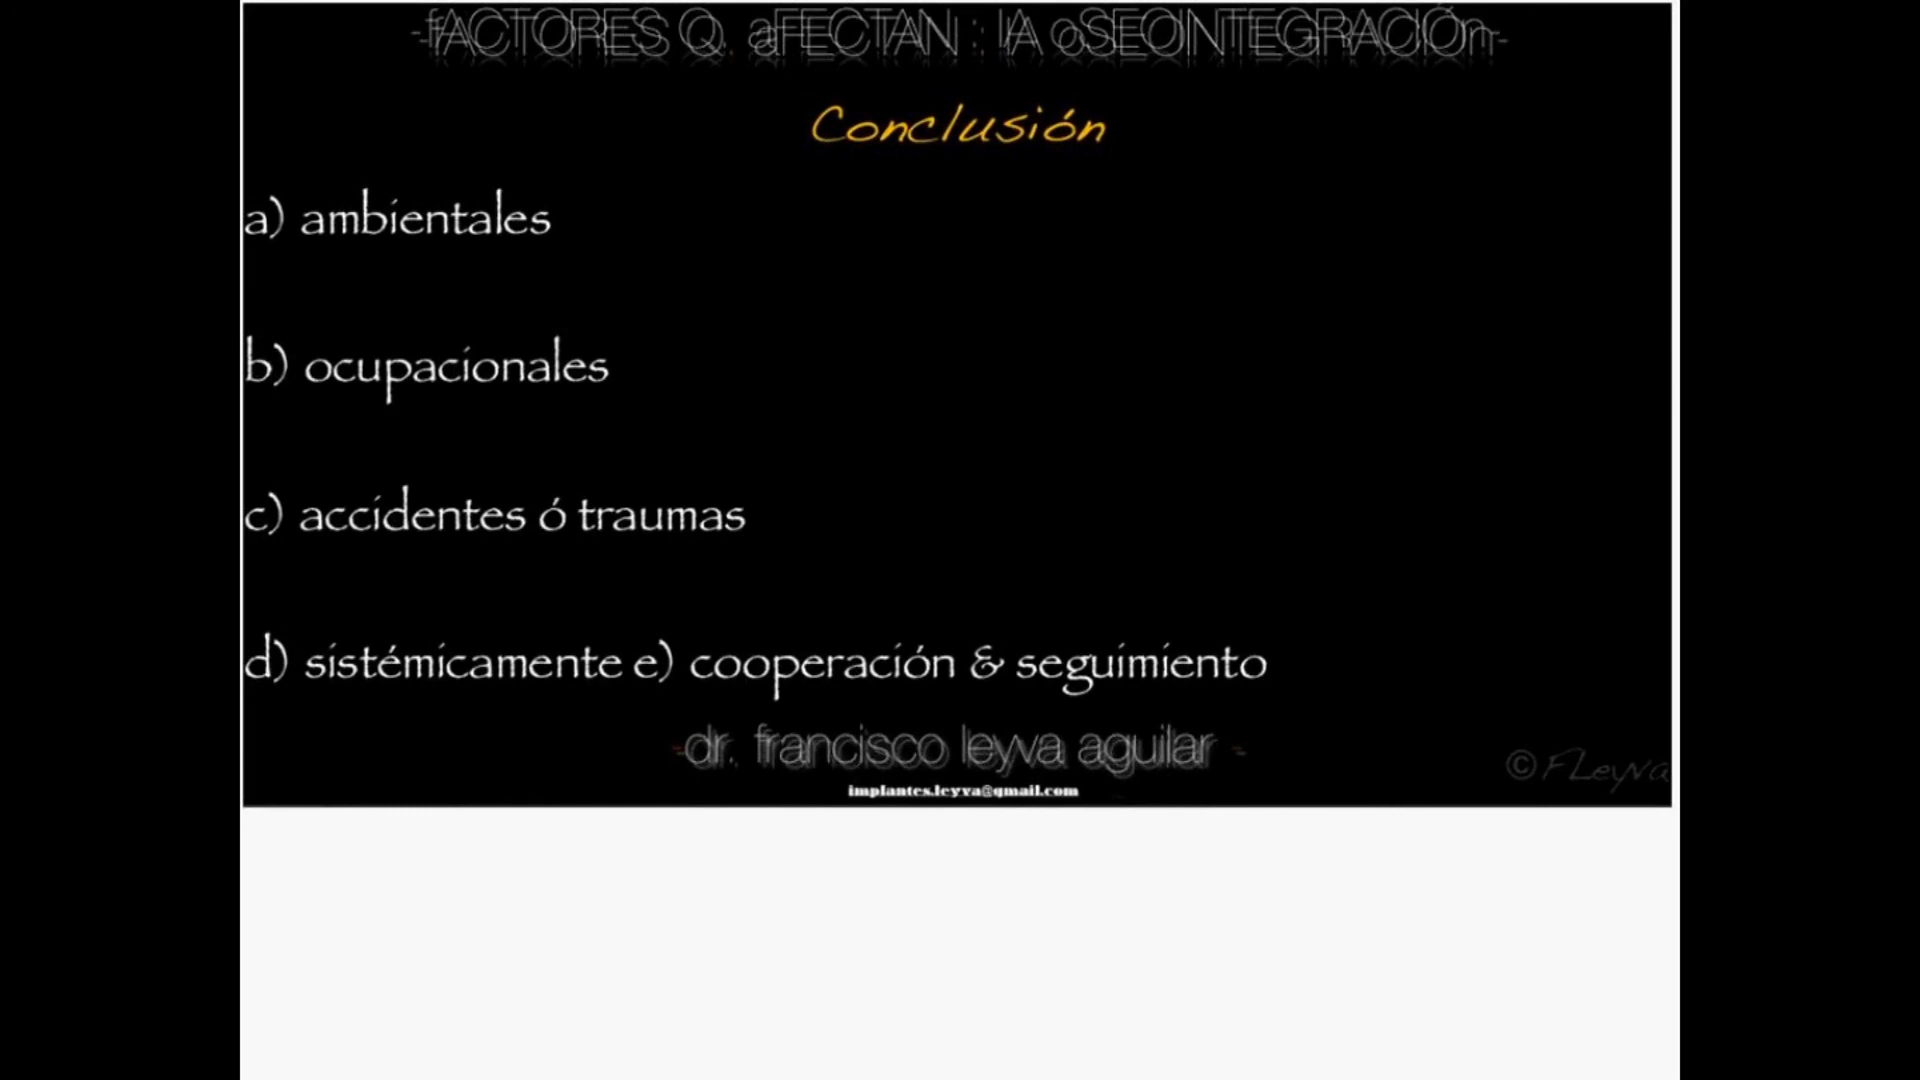 -fACTORES Q. aFECTAN : lA oSEOINTEGRACIÓn-
Conclusión
a) ambientales
b) ocupacionales
c) accidentes ó traumas
d) sistémicamente e) cooperación & seguimiento
-dr. francisco leyva aguilar -
implantes.leyva@gmail.com
©FLeyva